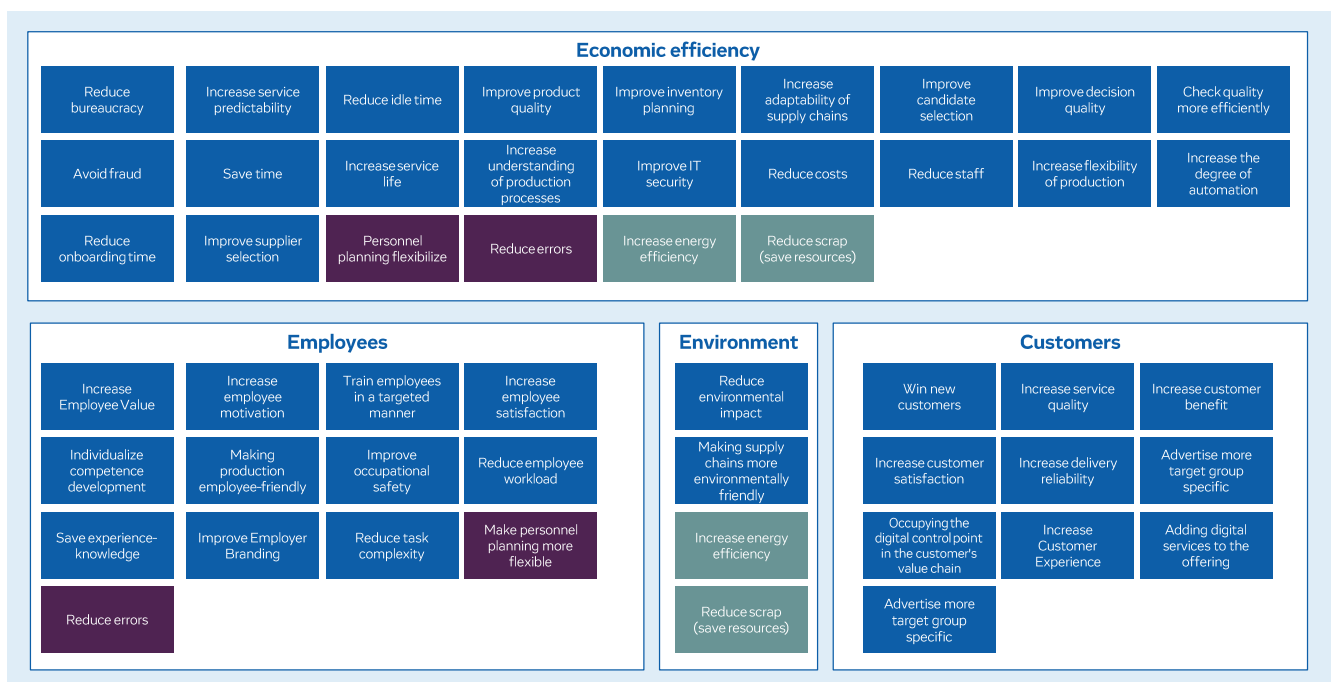 Economic efficiency
Reduce
bureaucracy
Increase service
predictability
Reduce idle time
Improve product
quality
Improve inventory
planning
Increase
adaptability of
supply chains
Improve
candidate
selection
Improve decision
quality
Check quality
more efficiently
Avoid fraud
Save time
Increase service
life
Increase
understanding
of production
processes
Improve IT
security
Reduce costs
Reduce staff
Increase flexibility
of production
Increase the
degree of
automation
Reduce
onboarding time
Improve supplier
selection
Personnel
planning flexibilize
Reduce errors
Increase energy
efficiency
Reduce scrap
(save resources)
Employees
Increase
Employee Value
Increase
employee
motivation
Train employees
in a targeted
manner
Increase
employee
satisfaction
Individualize
competence
development
Making
production
employee-friendly
Improve
occupational
safety
Reduce employee
workload
Save experience-
knowledge
Improve Employer
Branding
Reduce task
complexity
Make personnel
planning more
flexible
Reduce errors
Environment
Reduce
environmental
impact
Making supply
chains more
environmentally
friendly
Increase energy
efficiency
Reduce scrap
(save resources)
Customers
Win new
customers
Increase service
quality
Increase customer
benefit
Increase customer
satisfaction
Increase delivery
reliability
Advertise more
target group
specific
Occupying the
digital control point
in the customer's
value chain
Increase
Customer
Experience
Adding digital
services to the
offering
Advertise more
target group
specific